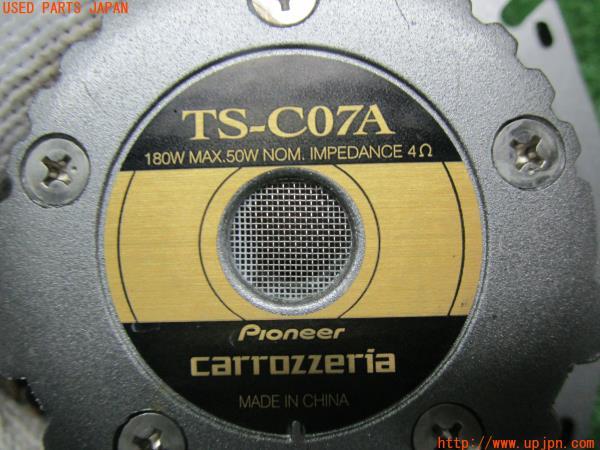 USED PARTS JAPAN
TS-C07A
180W MAX.50W NOM. IMPEDANCE 4Ω
Pioneer
carrozzeria
MADE IN CHINA
http://www.upjpn.com